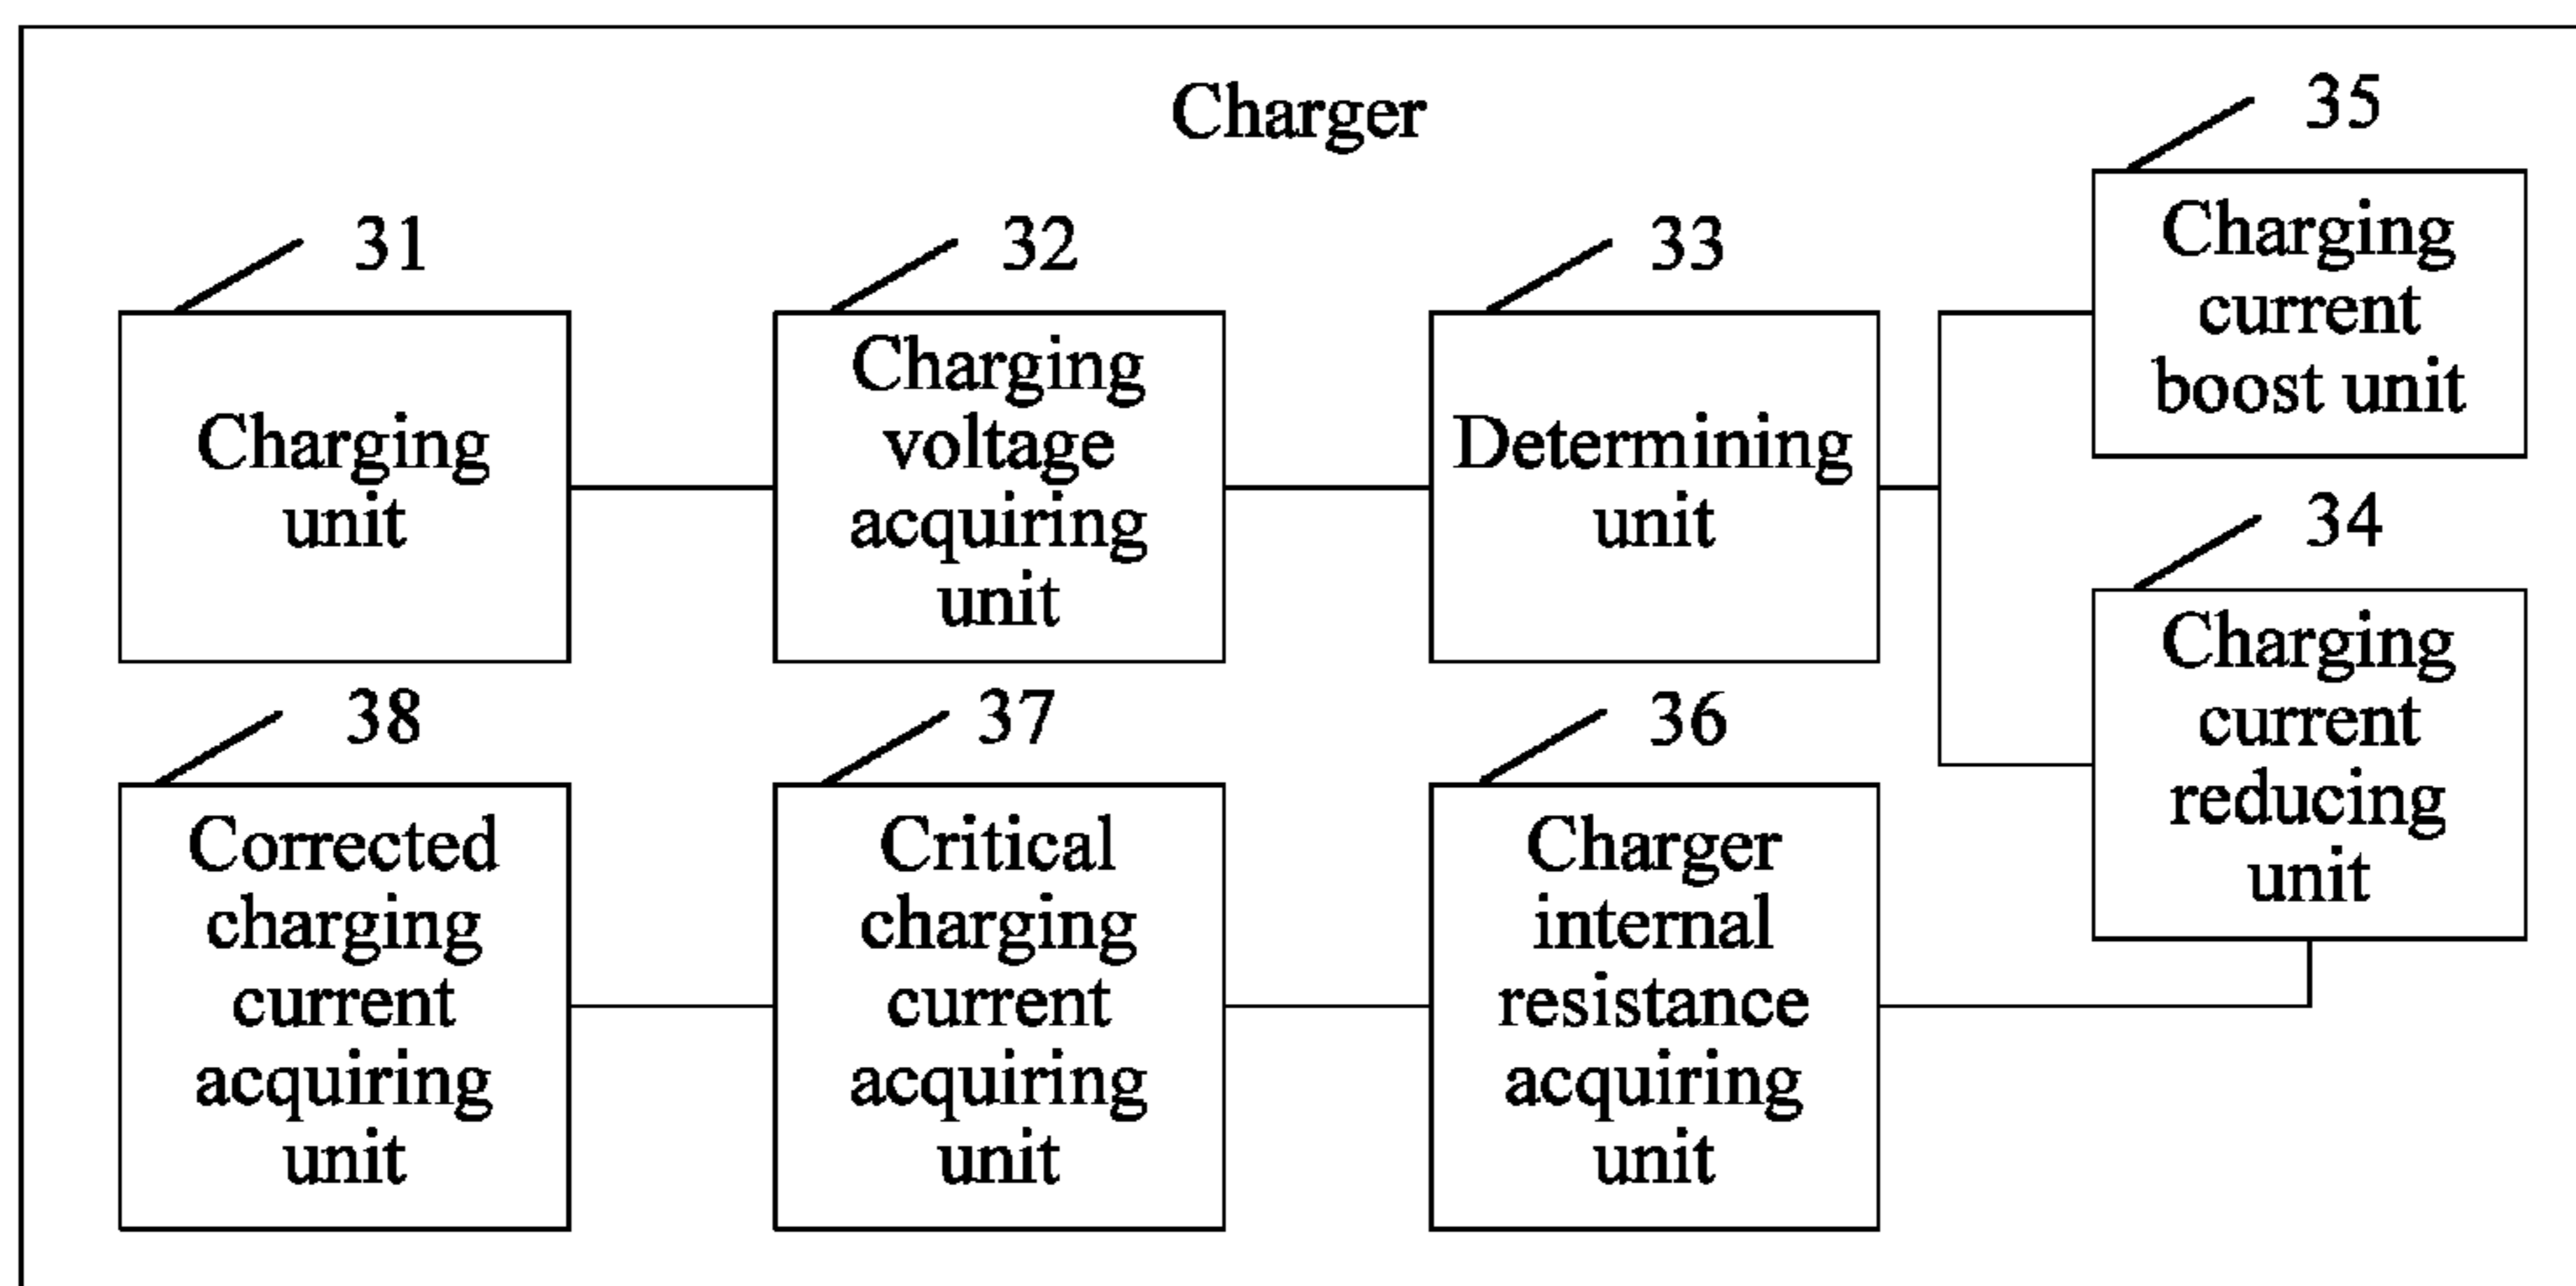 Charger
31
Charging
unit
32
Charging
voltage
acquiring
unit
33
Determining
unit
35
Charging
current
boost unit
34
Charging
current
reducing
unit
38
Corrected
charging
current
acquiring
unit
37
Critical
charging
current
acquiring
unit
36
Charger
internal
resistance
acquiring
unit